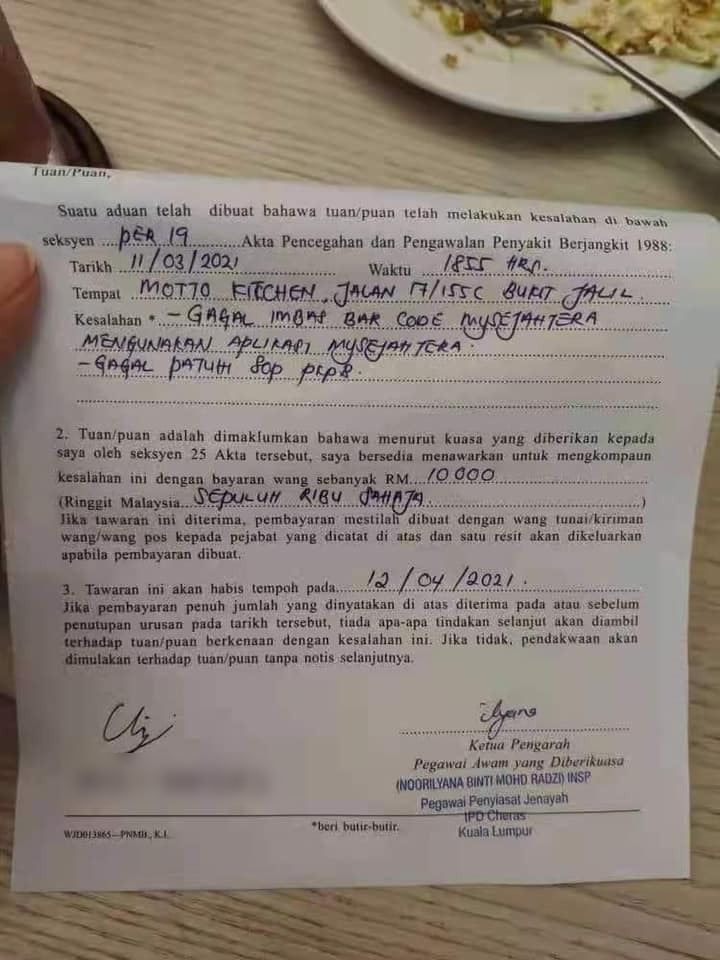 Tuan/Puan,
Suatu aduan telah dibuat bahawa tuan/puan telah melakukan kesalahan di bawah
seksyen ....PER 19..........Akta Pencegahan dan Pengawalan Penyakit Berjangkit 1988:
Tarikh 11/03/2021 Waktu 1855 HRS.
Tempat MOTTO KITCHEN, JALAN 17/155C BUKIT JALIL.
Kesalahan * - GAGAL IMBAS BAR CODE MYSEJAHTERA
MENGUNAKAN APLIKASI MYSEJAHTERA.
- GAGAL PATUH SOP PKPB.
2. Tuan/puan adalah dimaklumkan bahawa menurut kuasa yang diberikan kepada
saya oleh seksyen 25 Akta tersebut, saya bersedia menawarkan untuk mengkompaun
kesalahan ini dengan bayaran wang sebanyak RM...10 000
(Ringgit Malaysia...SEPULUH RIBU SAHAJA.)
Jika tawaran ini diterima, pembayaran mestilah dibuat dengan wang tunai/kiriman
wang/wang pos kepada pejabat yang dicatat di atas dan satu resit akan dikeluarkan
apabila pembayaran dibuat.
3. Tawaran ini akan habis tempoh pada.....12/04/2021.
Jika pembayaran penuh jumlah yang dinyatakan di atas diterima pada atau sebelum
penutupan urusan pada tarikh tersebut, tiada apa-apa tindakan selanjut akan diambil
terhadap tuan/puan berkenaan dengan kesalahan ini. Jika tidak, pendakwaan akan
dimulakan terhadap tuan/puan tanpa notis selanjutnya.
Ketua Pengarah
Pegawai Awam yang Diberikuasa
(NOORILYANA BINTI MOHD RADZI) INSP
Pegawai Penyiasat Jenayah
IPD Cheras
Kuala Lumpur
*beri butir-butir.
WJD013865—PNMB., K.L.